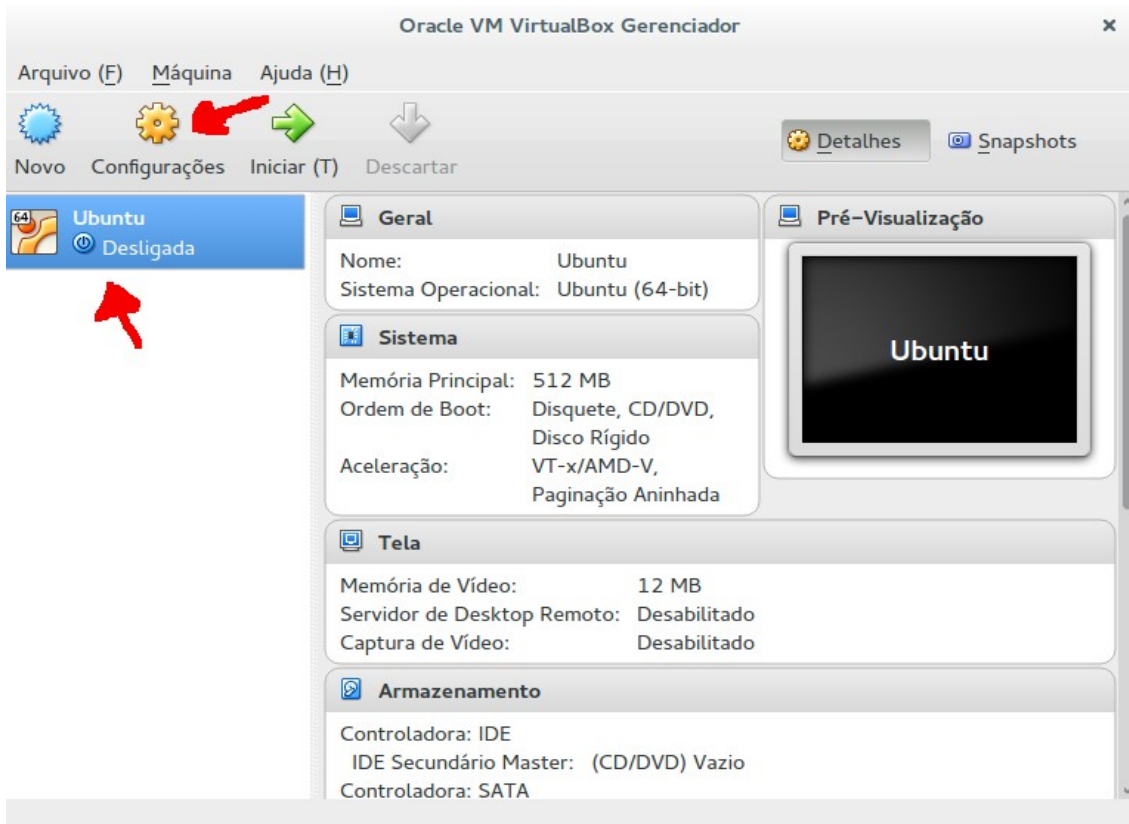 Oracle VM VirtualBox Gerenciador
Arquivo (F) Máquina Ajuda (H)
Novo Configurações Iniciar (T) Descartar
Detalhes Snapshots
64 Ubuntu
Desligada
Geral
Nome: Ubuntu
Sistema Operacional: Ubuntu (64-bit)
Pré-Visualização
Ubuntu
Sistema
Memória Principal: 512 MB
Ordem de Boot: Disquete, CD/DVD,
Disco Rígido
Aceleração: VT-x/AMD-V,
Paginação Aninhada
Tela
Memória de Vídeo: 12 MB
Servidor de Desktop Remoto: Desabilitado
Captura de Vídeo: Desabilitado
Armazenamento
Controladora: IDE
IDE Secundário Master: (CD/DVD) Vazio
Controladora: SATA